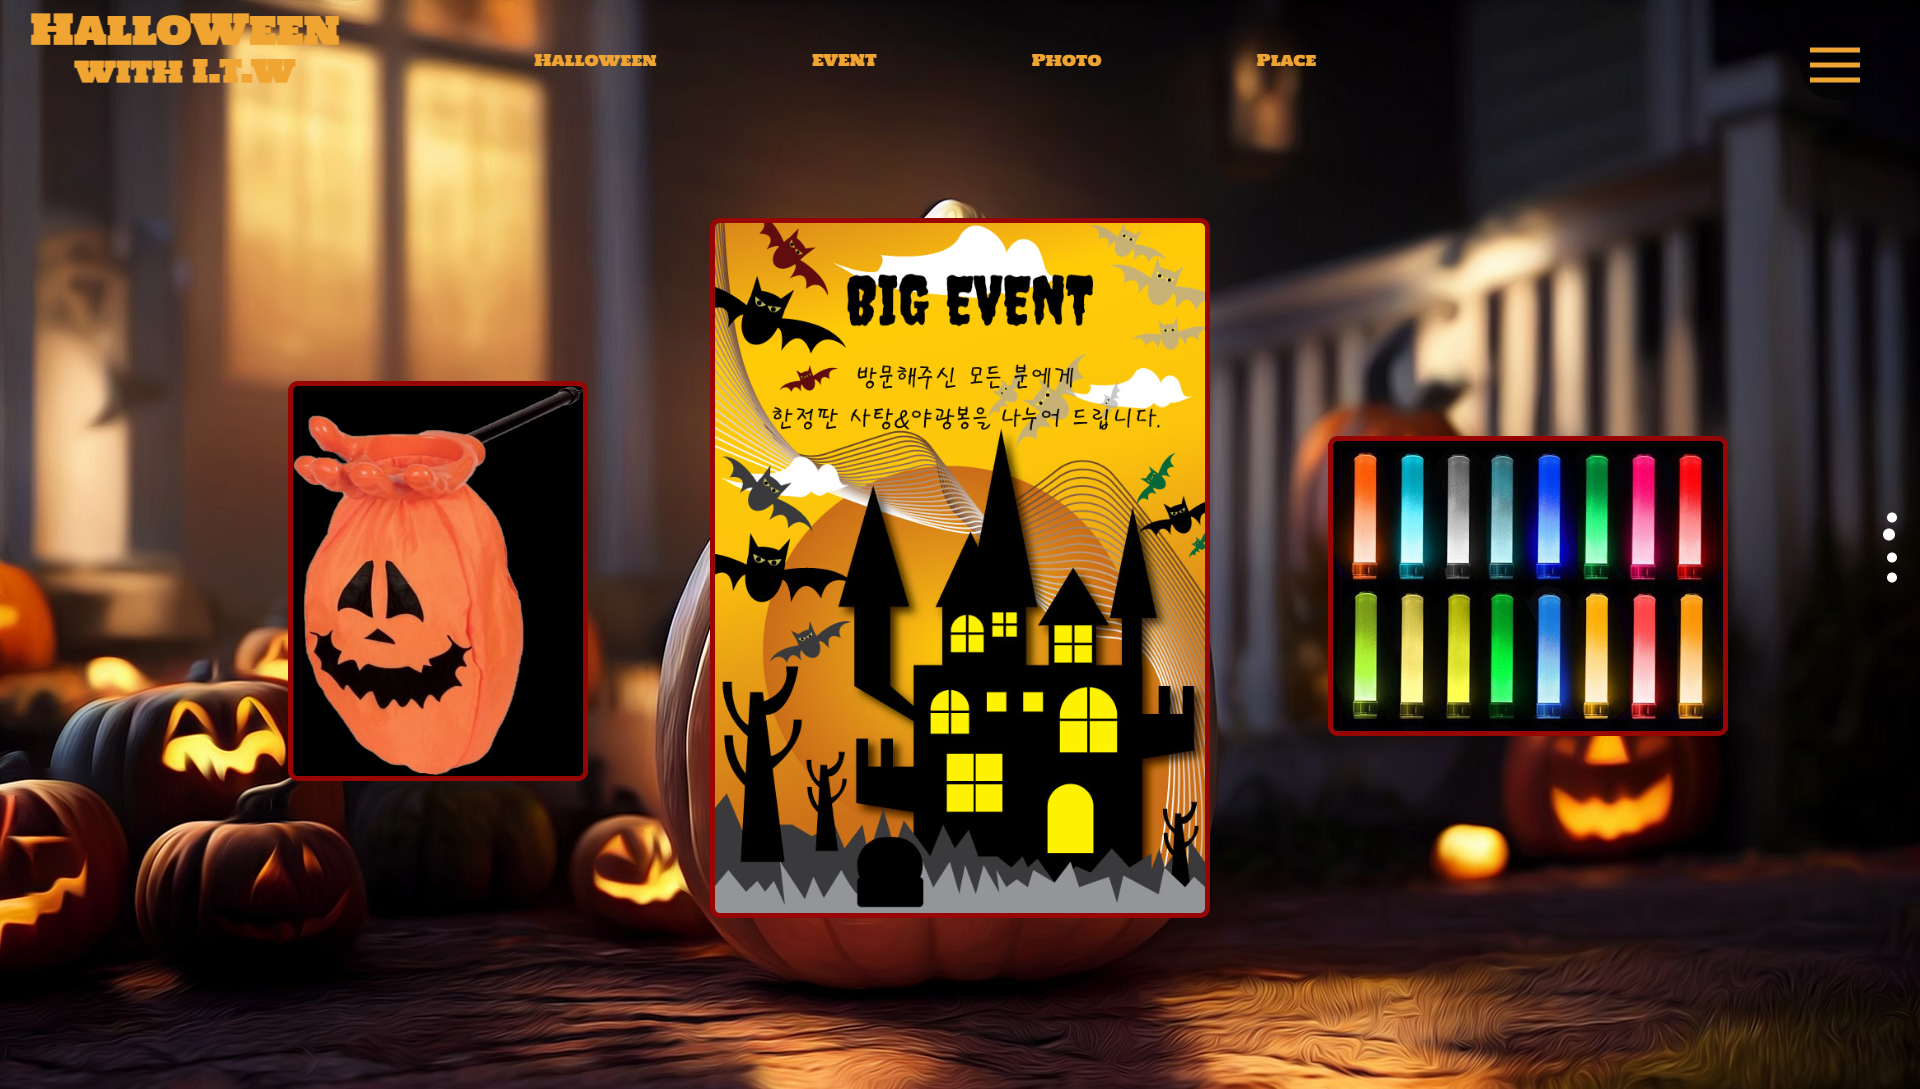 HalloWeen
with I.T.W
Halloween
EVENT
Photo
Place
BIG EVENT
방문해주신 모든 분에게
한정판 사탕&야광봉을 나누어 드립니다.